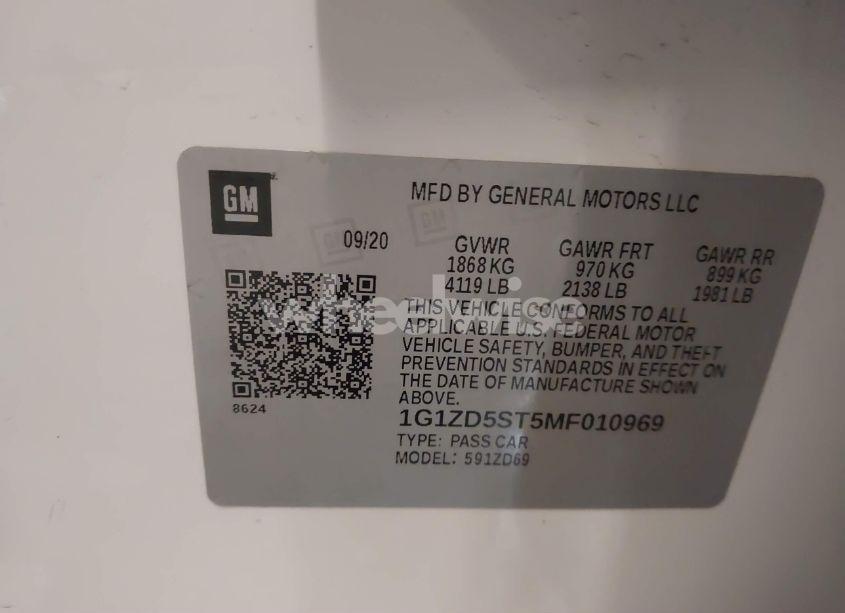 GM
MFD BY GENERAL MOTORS LLC
09/20
GVWR GAWR FRT GAWR RR
1868 KG 970 KG 899 KG
4119 LB 2138 LB 1981 LB
THIS VEHICLE CONFORMS TO ALL
APPLICABLE U.S. FEDERAL MOTOR
VEHICLE SAFETY, BUMPER, AND THEFT
PREVENTION STANDARDS IN EFFECT ON
THE DATE OF MANUFACTURE SHOWN
ABOVE.
8624
1G1ZD5ST5MF010969
TYPE: PASS CAR
MODEL: 591ZD69